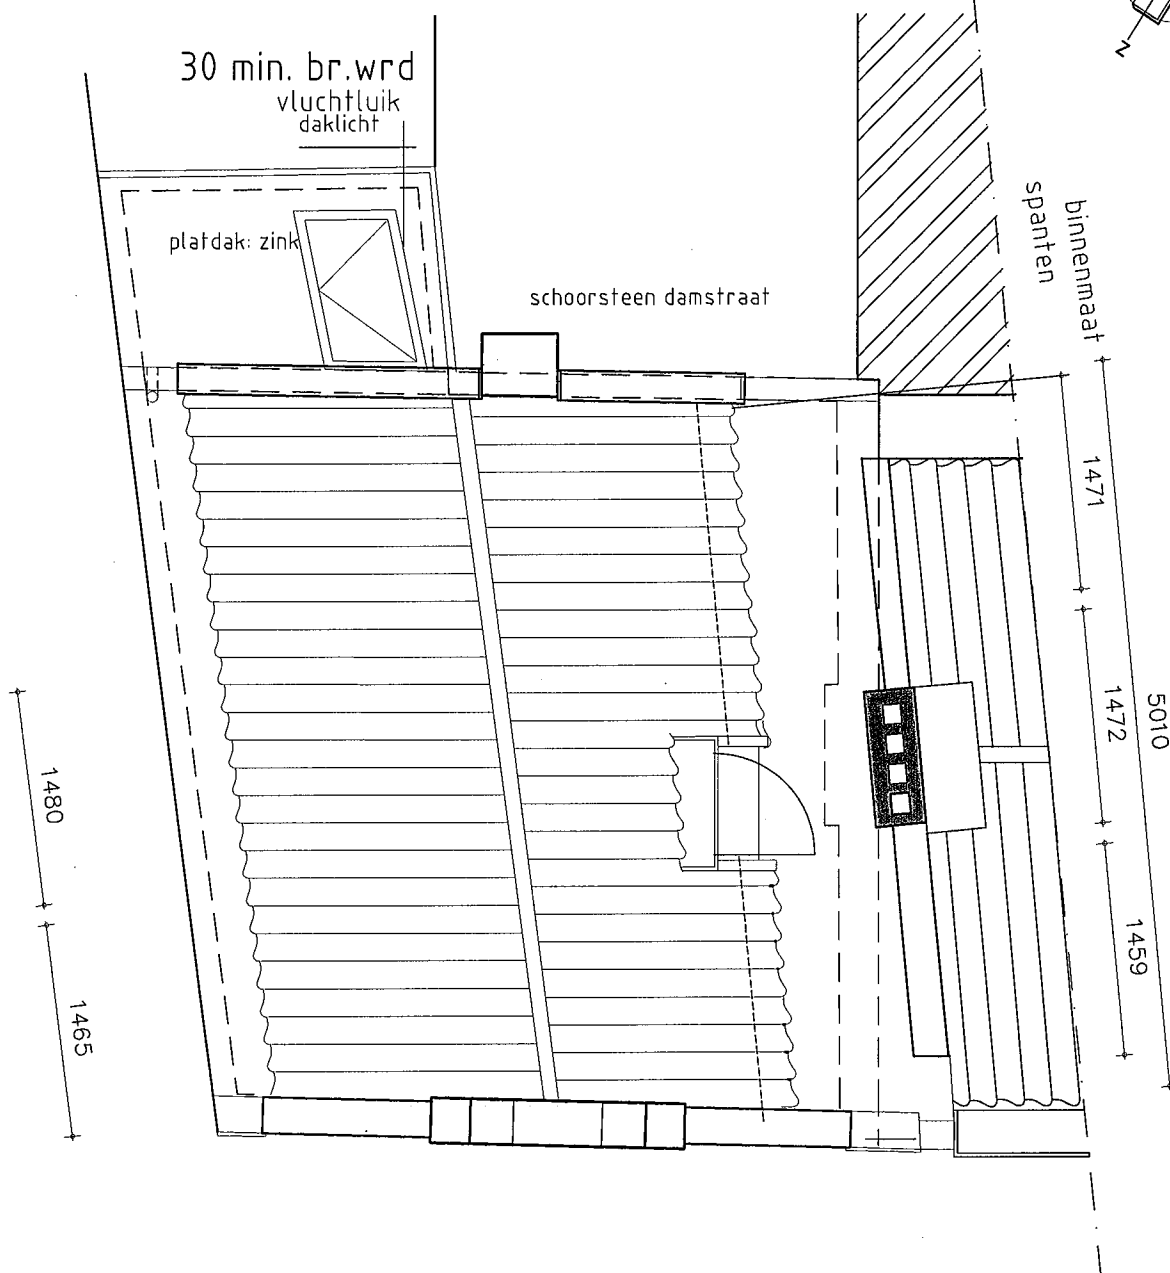 30 min. br.wrd
vluchtluik
daklicht
platdak: zink
schoorsteen damstraat
binnenmaat
spanten
N
1471
1472
5010
1459
1480
1465